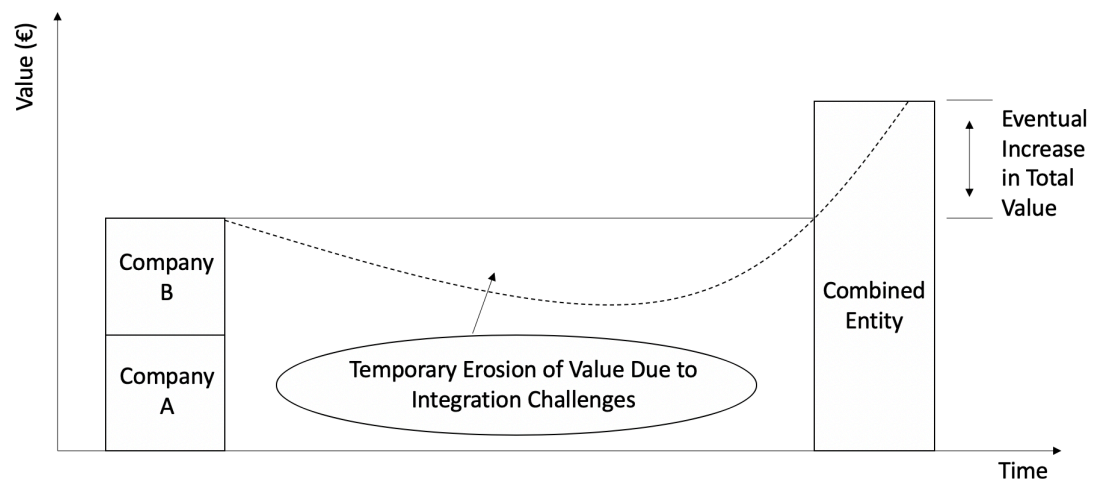 Value (€)
Company
B
Company
A
Temporary Erosion of Value Due to
Integration Challenges
Combined
Entity
Eventual
Increase
in Total
Value
Time